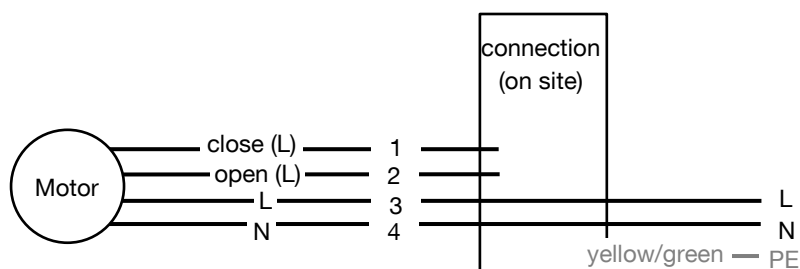 connection
(on site)
close (L) 1
open (L) 2
Motor
L 3 L
N 4 N
yellow/green PE